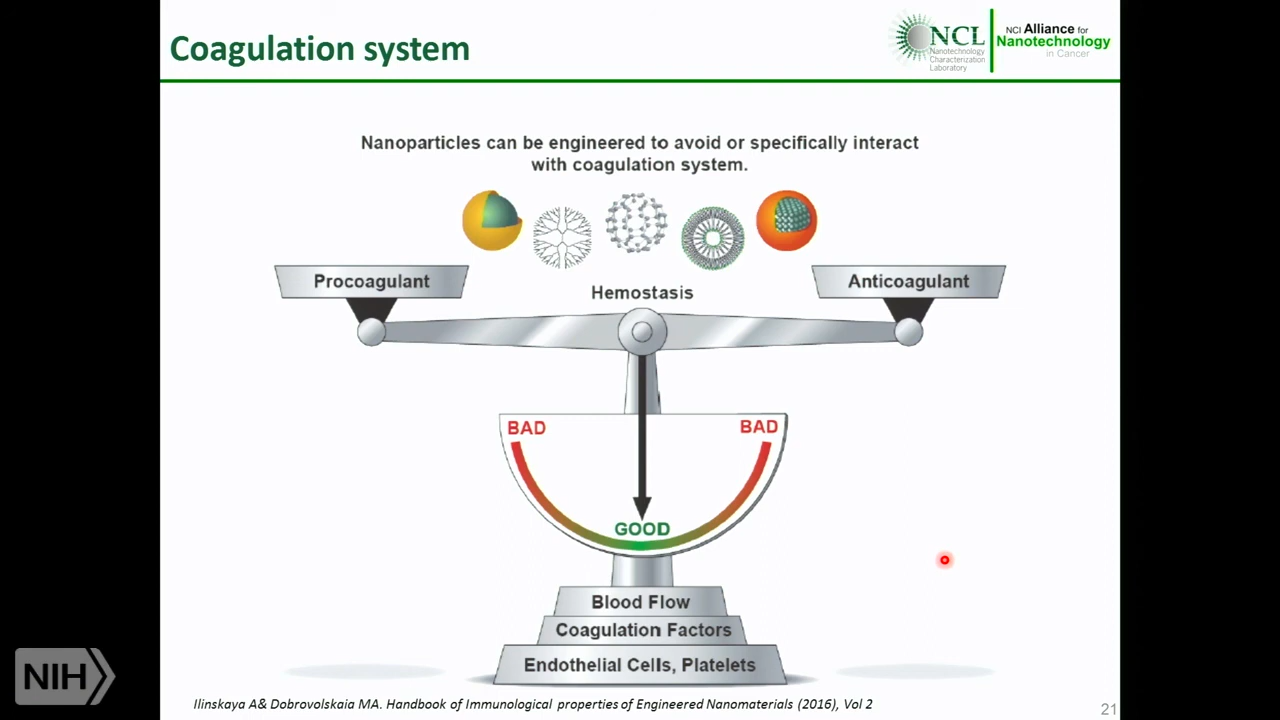 Coagulation system
NCL
Nanotechnology
Characterization
Laboratory
NCI Alliance for
Nanotechnology
in Cancer
Nanoparticles can be engineered to avoid or specifically interact
with coagulation system.
Procoagulant
Hemostasis
Anticoagulant
BAD
BAD
GOOD
Blood Flow
Coagulation Factors
Endothelial Cells, Platelets
NIH
Ilinskaya A& Dobrovolskaia MA. Handbook of Immunological properties of Engineered Nanomaterials (2016), Vol 2
21